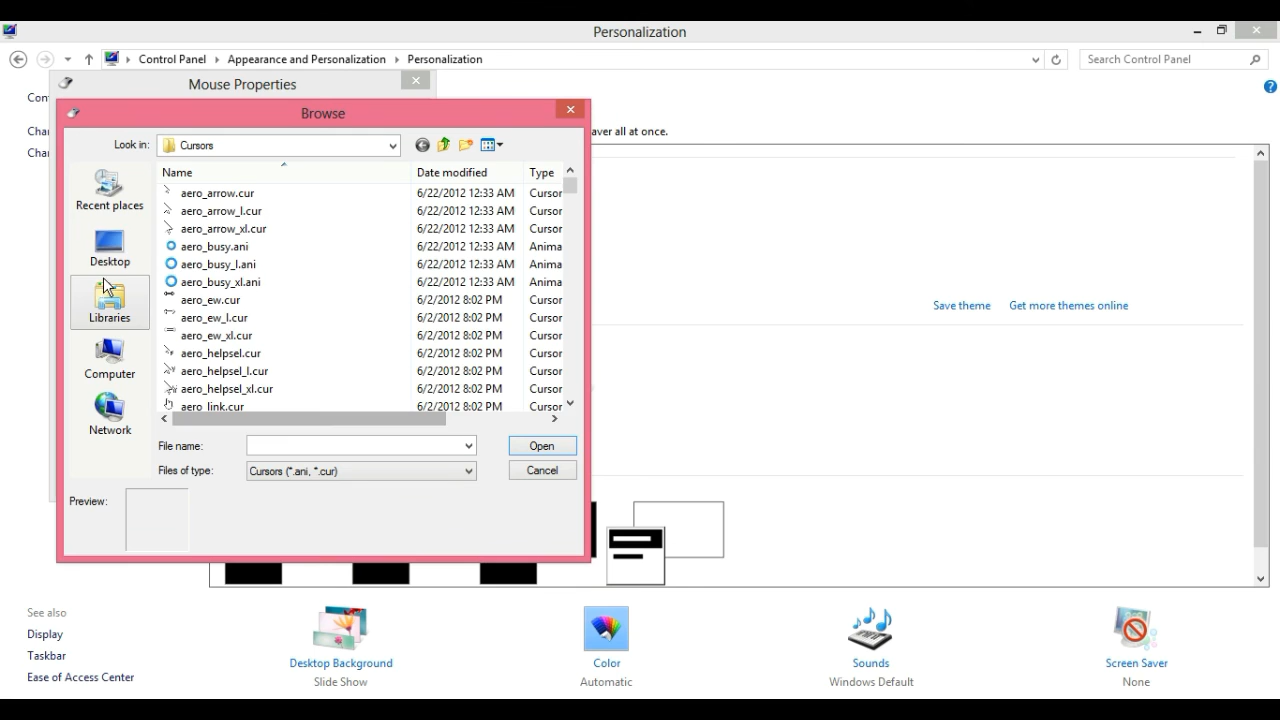 Personalization
Control Panel
Appearance and Personalization
Personalization
Search Control Panel
Con
Mouse Properties
Char
aver all at once.
Char
Browse
Look in:
Cursors
Name
Date modified
Type
aero_arrow.cur 6/22/2012 12:33 AM Cursor
aero_arrow_l.cur 6/22/2012 12:33 AM Cursor
aero_arrow_xl.cur 6/22/2012 12:33 AM Cursor
aero_busy.ani 6/22/2012 12:33 AM Anima
aero_busy_l.ani 6/22/2012 12:33 AM Anima
aero_busy_xl.ani 6/22/2012 12:33 AM Anima
aero_ew.cur 6/2/2012 8:02 PM Cursor
aero_ew_l.cur 6/2/2012 8:02 PM Cursor
aero_ew_xl.cur 6/2/2012 8:02 PM Cursor
aero_helpsel.cur 6/2/2012 8:02 PM Cursor
aero_helpsel_l.cur 6/2/2012 8:02 PM Cursor
aero_helpsel_xl.cur 6/2/2012 8:02 PM Cursor
aero_link.cur 6/2/2012 8:02 PM Cursor
Recent places
Desktop
Libraries
Computer
Network
File name:
Open
Files of type:
Cursors (*.ani, *.cur)
Cancel
Preview:
Save theme
Get more themes online
See also
Display
Taskbar
Ease of Access Center
Desktop Background
Slide Show
Color
Automatic
Sounds
Windows Default
Screen Saver
None